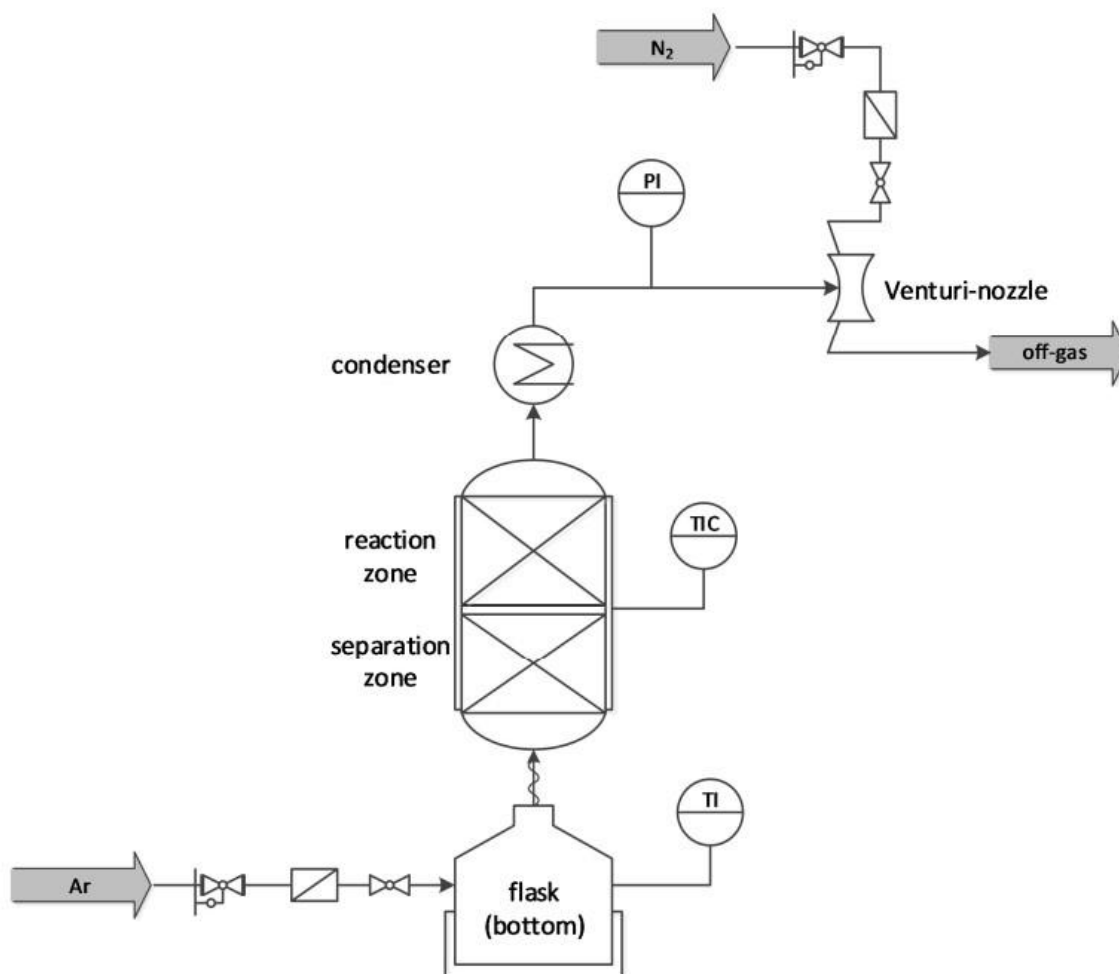 N₂
PI
Venturi-nozzle
condenser
off-gas
reaction
zone
TIC
separation
zone
TI
Ar
flask
(bottom)